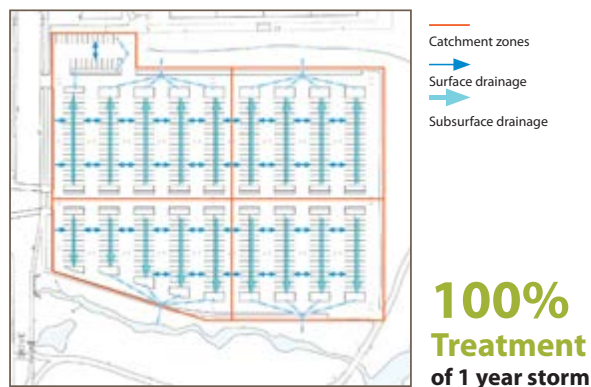 Catchment zones
Surface drainage
Subsurface drainage
100%
Treatment
of 1 year storm